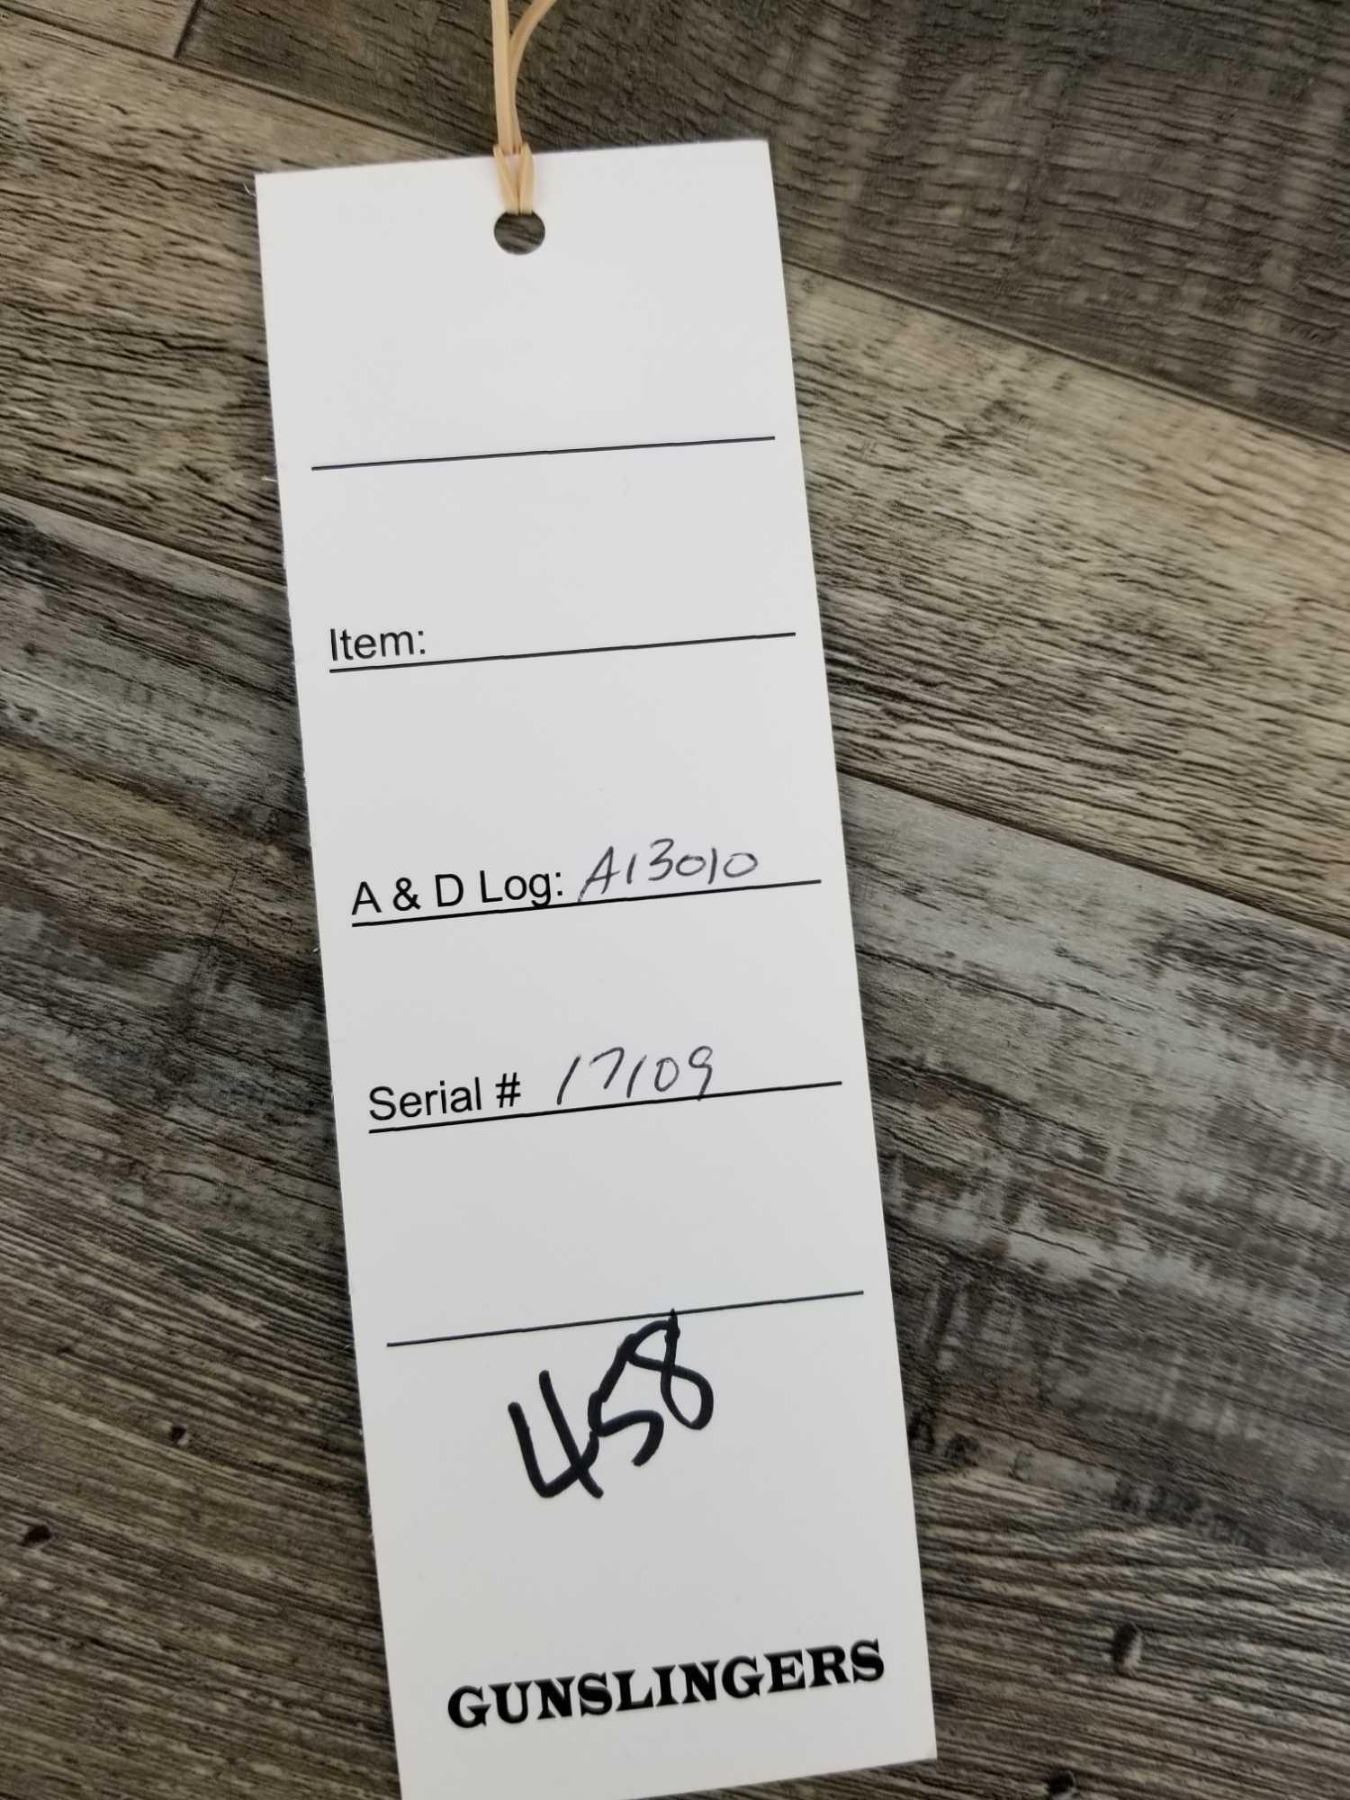 Item:
A & D Log: A13010
Serial # 17109
458
GUNSLINGERS